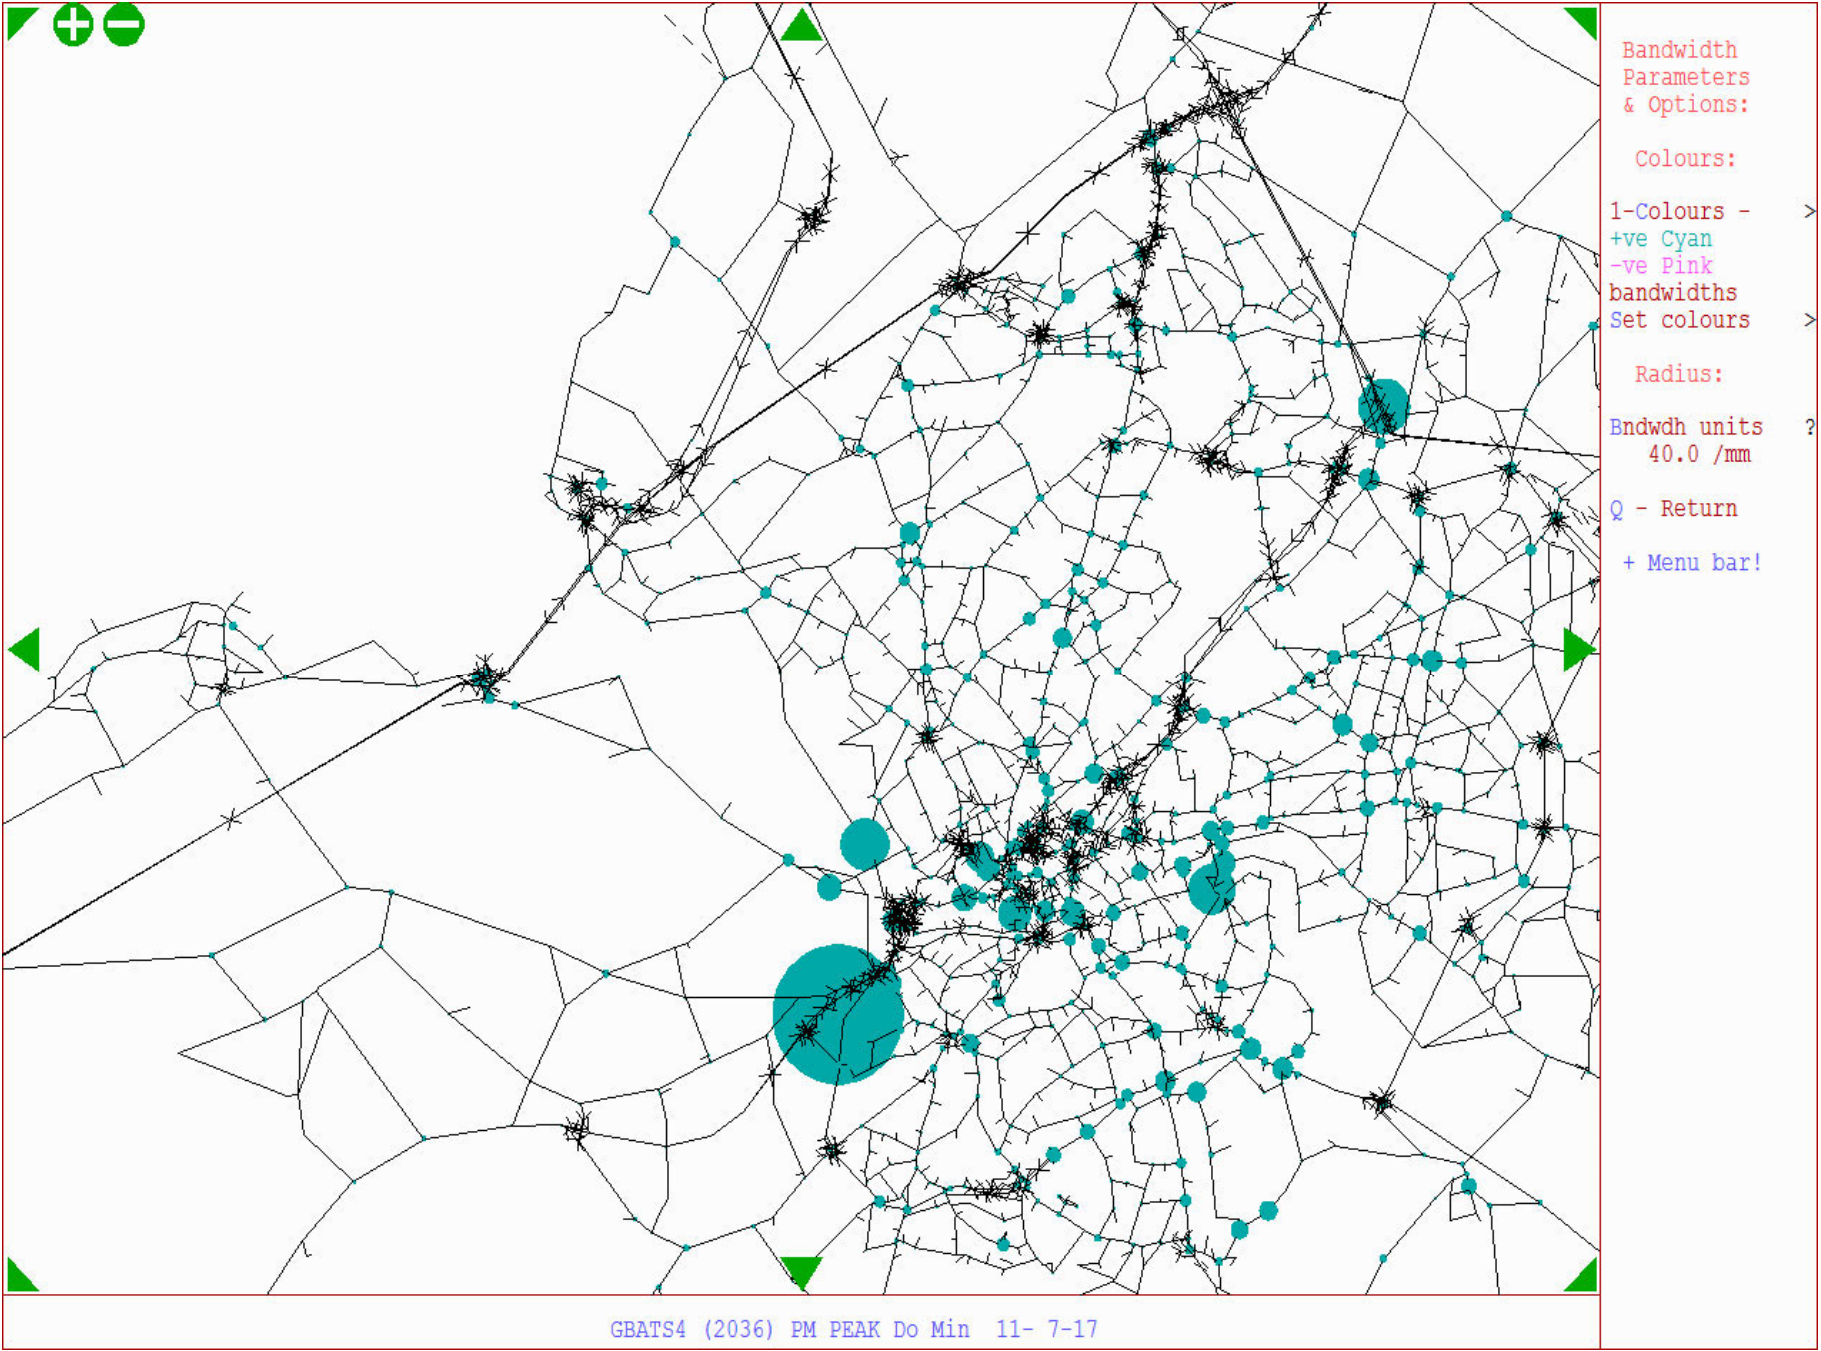 Bandwidth
Parameters
& Options:
Colours:
1-Colours - >
+ve Cyan
-ve Pink
bandwidths
Set colours >
Radius:
Bndwdh units ?
40.0 /mm
Q - Return
+ Menu bar!
GBATS4 (2036) PM PEAK Do Min 11- 7-17